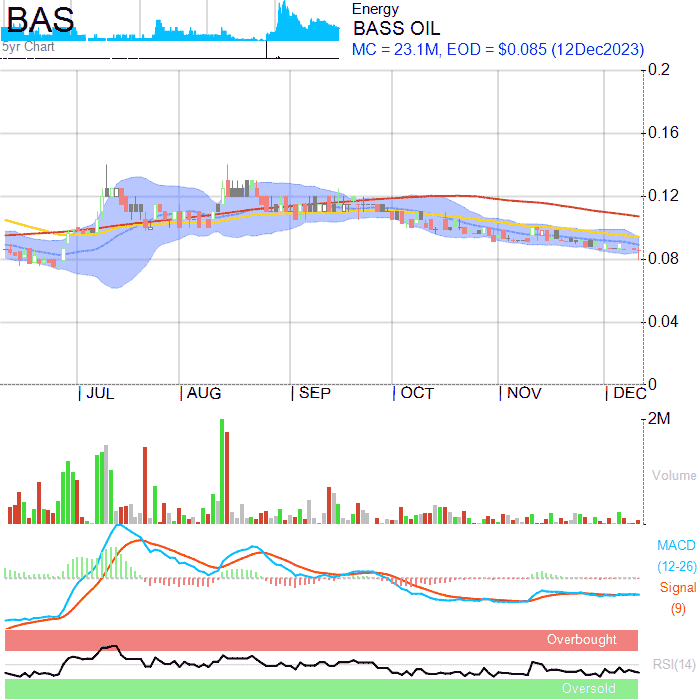 BAS
5yr Chart
Energy
BASS OIL
MC = 23.1M, EOD = $0.085 (12Dec2023)
0.2
0.16
0.12
0.08
0.04
0
JUL AUG SEP OCT NOV DEC
2M
Volume
MACD
(12-26)
Signal
(9)
Overbought
RSI(14)
Oversold